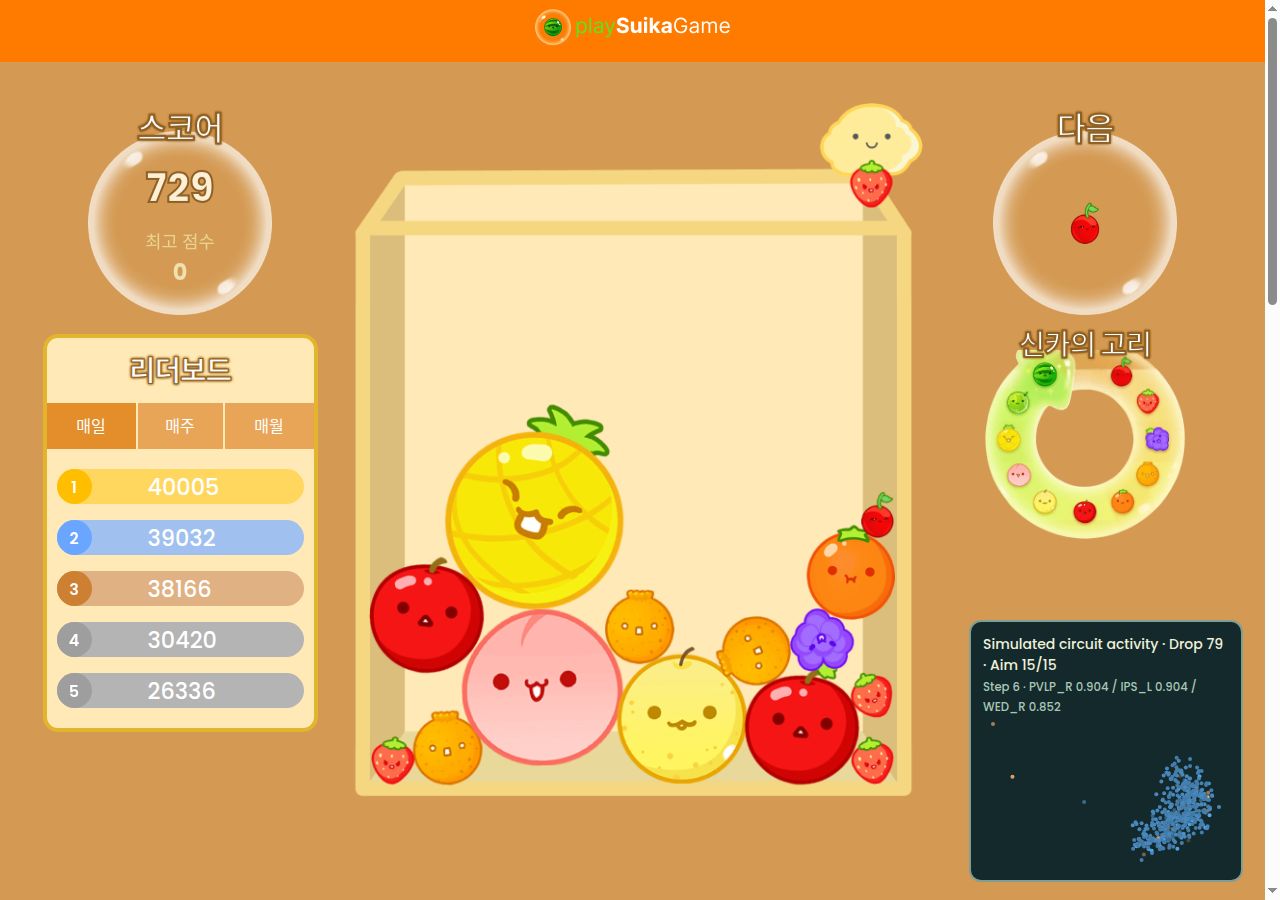 playSuikaGame
스코어
729
최고 점수
0
리더보드
매일 매주 매월
1 40005
2 39032
3 38166
4 30420
5 26336
다음
신카의 고리
Simulated circuit activity · Drop 79
· Aim 15/15
Step 6 · PVLP_R 0.904 / IPS_L 0.904 /
WED_R 0.852